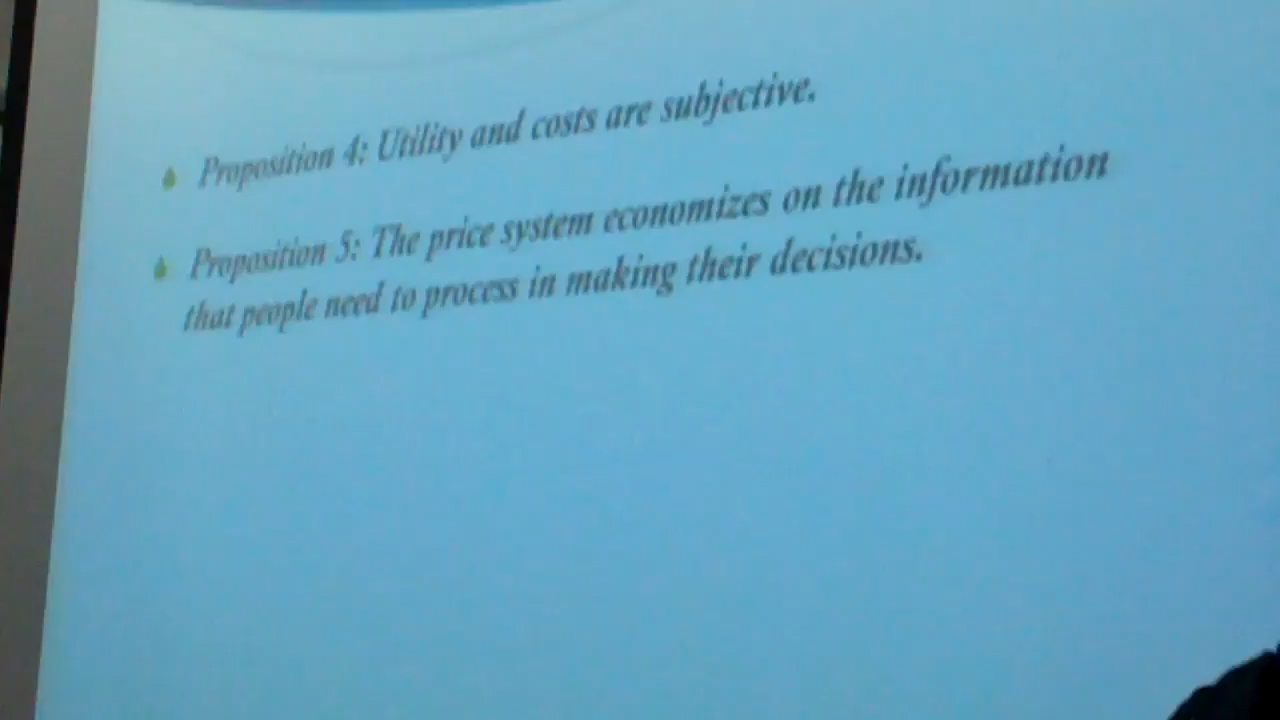 Proposition 4: Utility and costs are subjective.
Proposition 5: The price system economizes on the information
that people need to process in making their decisions.